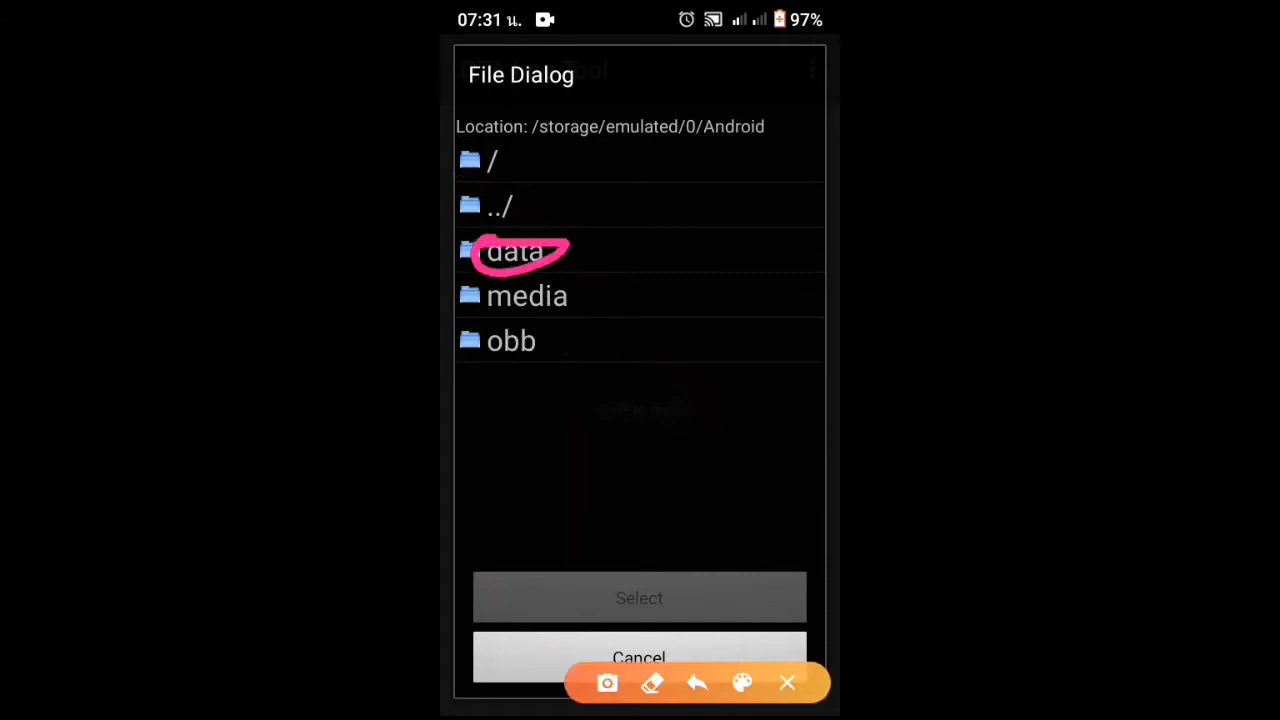 07:31 น.
97%
File Dialog
Location: /storage/emulated/0/Android
/
../
data
media
obb
Select
Cancel